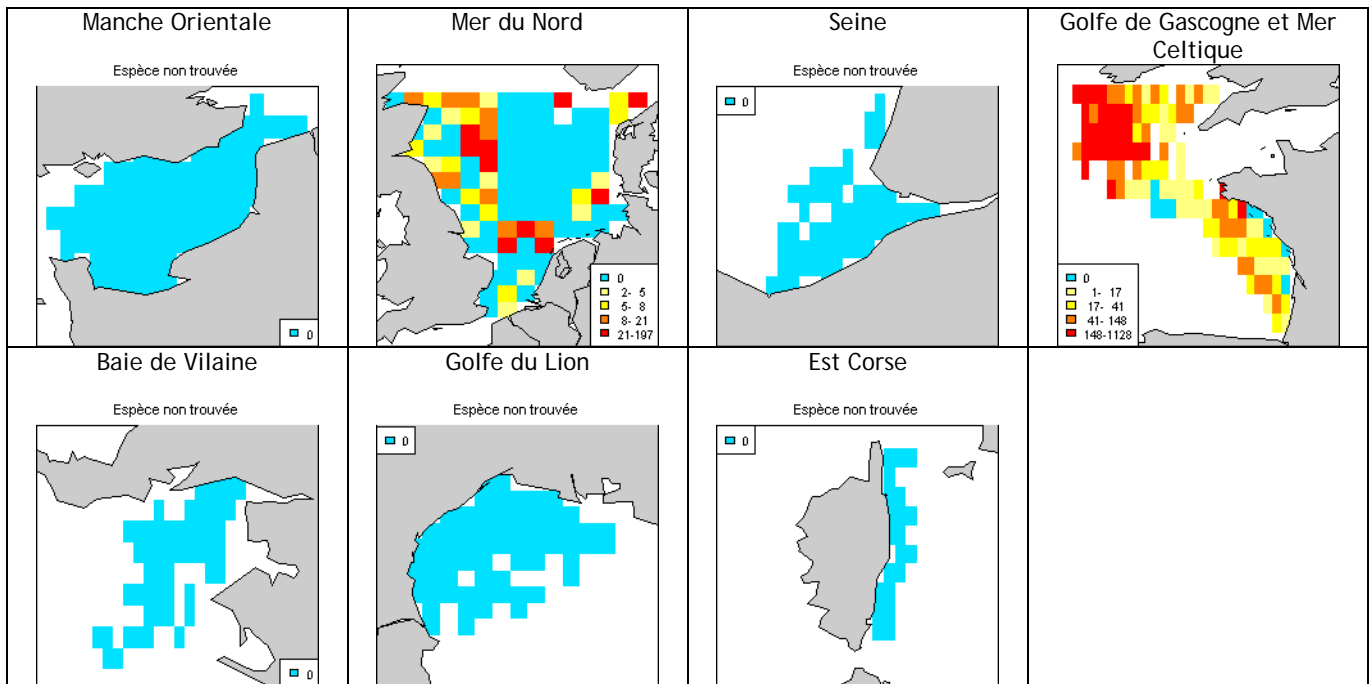 Manche Orientale
Espèce non trouvée
0
Mer du Nord
0
2- 5
5- 8
8- 21
21-197
Seine
Espèce non trouvée
0
Golfe de Gascogne et Mer
Celtique
0
1- 17
17- 41
41- 148
148-1128
Baie de Vilaine
Espèce non trouvée
0
Golfe du Lion
Espèce non trouvée
0
Est Corse
Espèce non trouvée
0